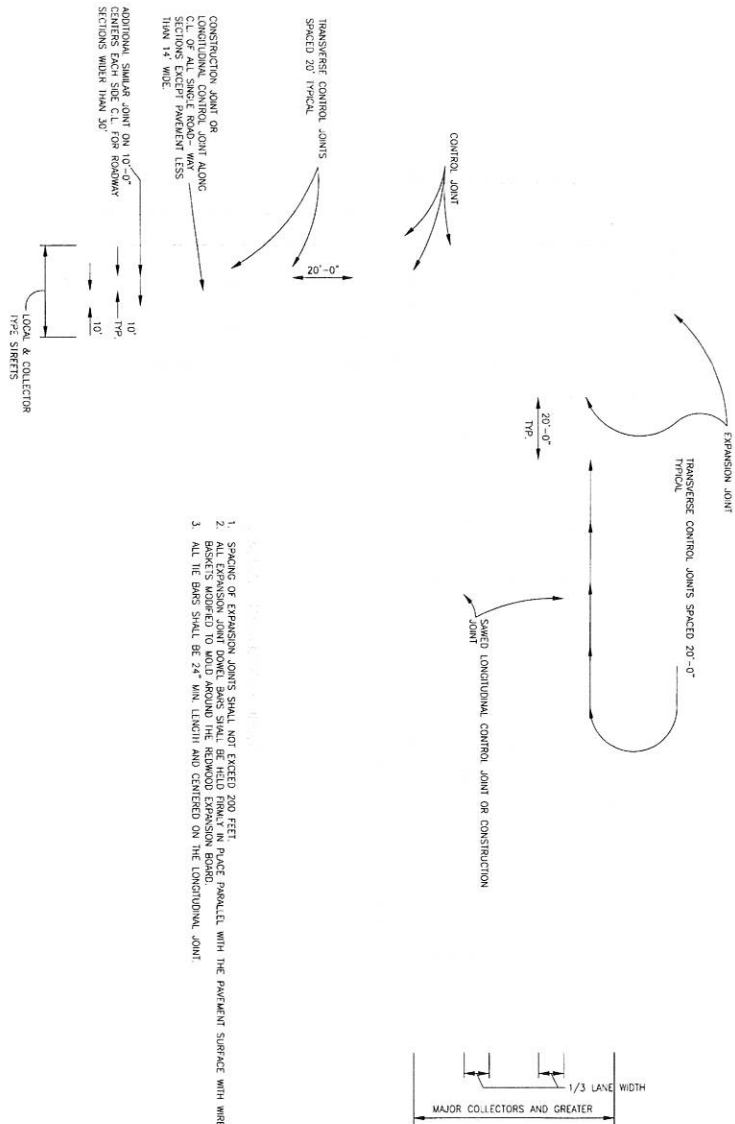 EXPANSION JOINT
TRANSVERSE CONTROL JOINTS SPACED 20'-0"
TYPICAL
20'-0"
TYP.
CONTROL JOINT
SAWED LONGITUDINAL CONTROL JOINT OR CONSTRUCTION
JOINT
1/3 LANE WIDTH
MAJOR COLLECTORS AND GREATER
TRANSVERSE CONTROL JOINTS
SPACED 20' TYPICAL
20'-0"
CONSTRUCTION JOINT OR
LONGITUDINAL CONTROL JOINT ALONG
C.L. OF ALL SINGLE ROAD- WAY
SECTIONS EXCEPT PAVEMENT LESS
THAN 14' WIDE.
ADDITIONAL SIMILAR JOINT ON 10'-0"
CENTERS EACH SIDE C.L. FOR ROADWAY
SECTIONS WIDER THAN 30'
10'
TYP.
10'
LOCAL & COLLECTOR
TYPE STREETS
1. SPACING OF EXPANSION JOINTS SHALL NOT EXCEED 200 FEET.
2. ALL EXPANSION JOINT DOWEL BARS SHALL BE HELD FIRMLY IN PLACE PARALLEL WITH THE PAVEMENT SURFACE WITH WIRE
BASKETS MODIFIED TO MOLD AROUND THE REDWOOD EXPANSION BOARD.
3. ALL TIE BARS SHALL BE 24" MIN. LENGTH AND CENTERED ON THE LONGITUDINAL JOINT.